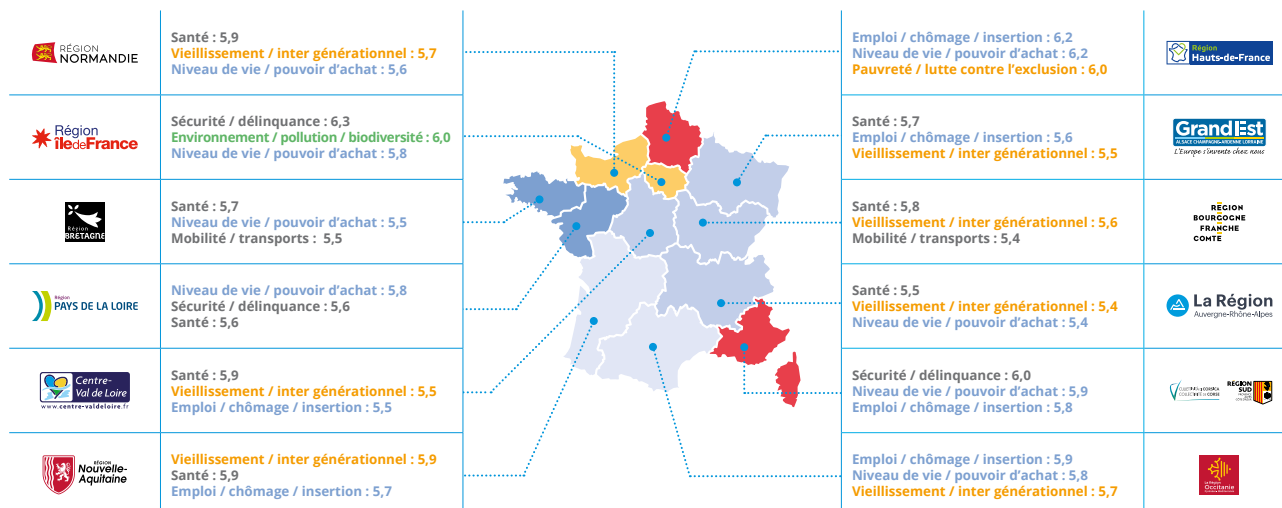 RÉGION
NORMANDIE
Santé : 5,9
Vieillissement / inter générationnel : 5,7
Niveau de vie / pouvoir d'achat : 5,6
Région
îledeFrance
Sécurité / délinquance : 6,3
Environnement / pollution / biodiversité : 6,0
Niveau de vie / pouvoir d'achat : 5,8
Région
BRETAGNE
Santé : 5,7
Niveau de vie / pouvoir d'achat : 5,5
Mobilité / transports : 5,5
Région
PAYS DE LA LOIRE
Niveau de vie / pouvoir d'achat : 5,8
Sécurité / délinquance : 5,6
Santé : 5,6
Centre-
Val de Loire
www.centre-valdeloire.fr
Santé : 5,9
Vieillissement / inter générationnel : 5,5
Emploi / chômage / insertion : 5,5
RÉGION
Nouvelle-
Aquitaine
Vieillissement / inter générationnel : 5,9
Santé : 5,9
Emploi / chômage / insertion : 5,7
Emploi / chômage / insertion : 6,2
Niveau de vie / pouvoir d'achat : 6,2
Pauvreté / lutte contre l'exclusion : 6,0
Région
Hauts-de-France
Santé : 5,7
Emploi / chômage / insertion : 5,6
Vieillissement / inter générationnel : 5,5
GrandEst
ALSACE CHAMPAGNE-ARDENNE LORRAINE
L'Europe s'invente chez nous
Santé : 5,8
Vieillissement / inter générationnel : 5,6
Mobilité / transports : 5,4
RÉGION
BOURGOGNE
FRANCHE
COMTÉ
Santé : 5,5
Vieillissement / inter générationnel : 5,4
Niveau de vie / pouvoir d'achat : 5,4
La Région
Auvergne-Rhône-Alpes
Sécurité / délinquance : 6,0
Niveau de vie / pouvoir d'achat : 5,9
Emploi / chômage / insertion : 5,8
COLLECTIVITÉ DE CORSE
REGION
SUD
Emploi / chômage / insertion : 5,9
Niveau de vie / pouvoir d'achat : 5,8
Vieillissement / inter générationnel : 5,7
La Région
Occitanie